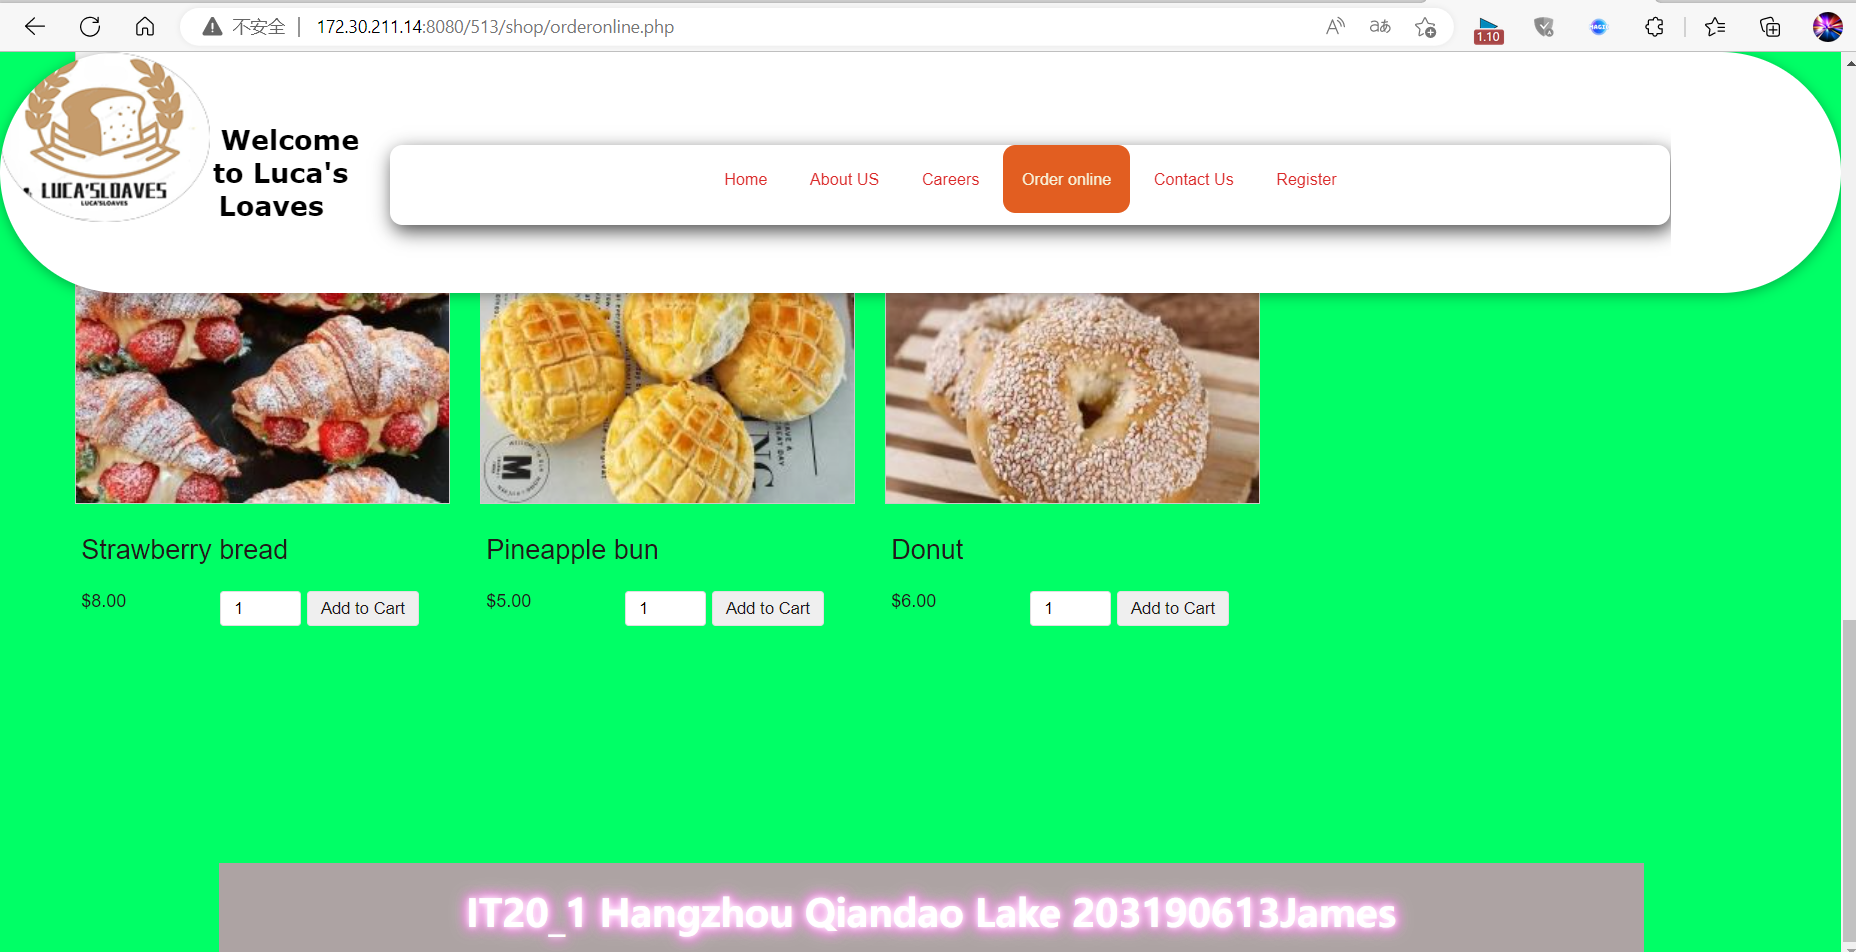 不安全 172.30.211.14:8080/513/shop/orderonline.php
1.10
LUCA'SLOAVES
LUCA'SLOAVES
Welcome
to Luca's
Loaves
Home About US Careers Order online Contact Us Register
M
Strawberry bread Pineapple bun Donut
$8.00 1 Add to Cart $5.00 1 Add to Cart $6.00 1 Add to Cart
IT20_1 Hangzhou Qiandao Lake 203190613James